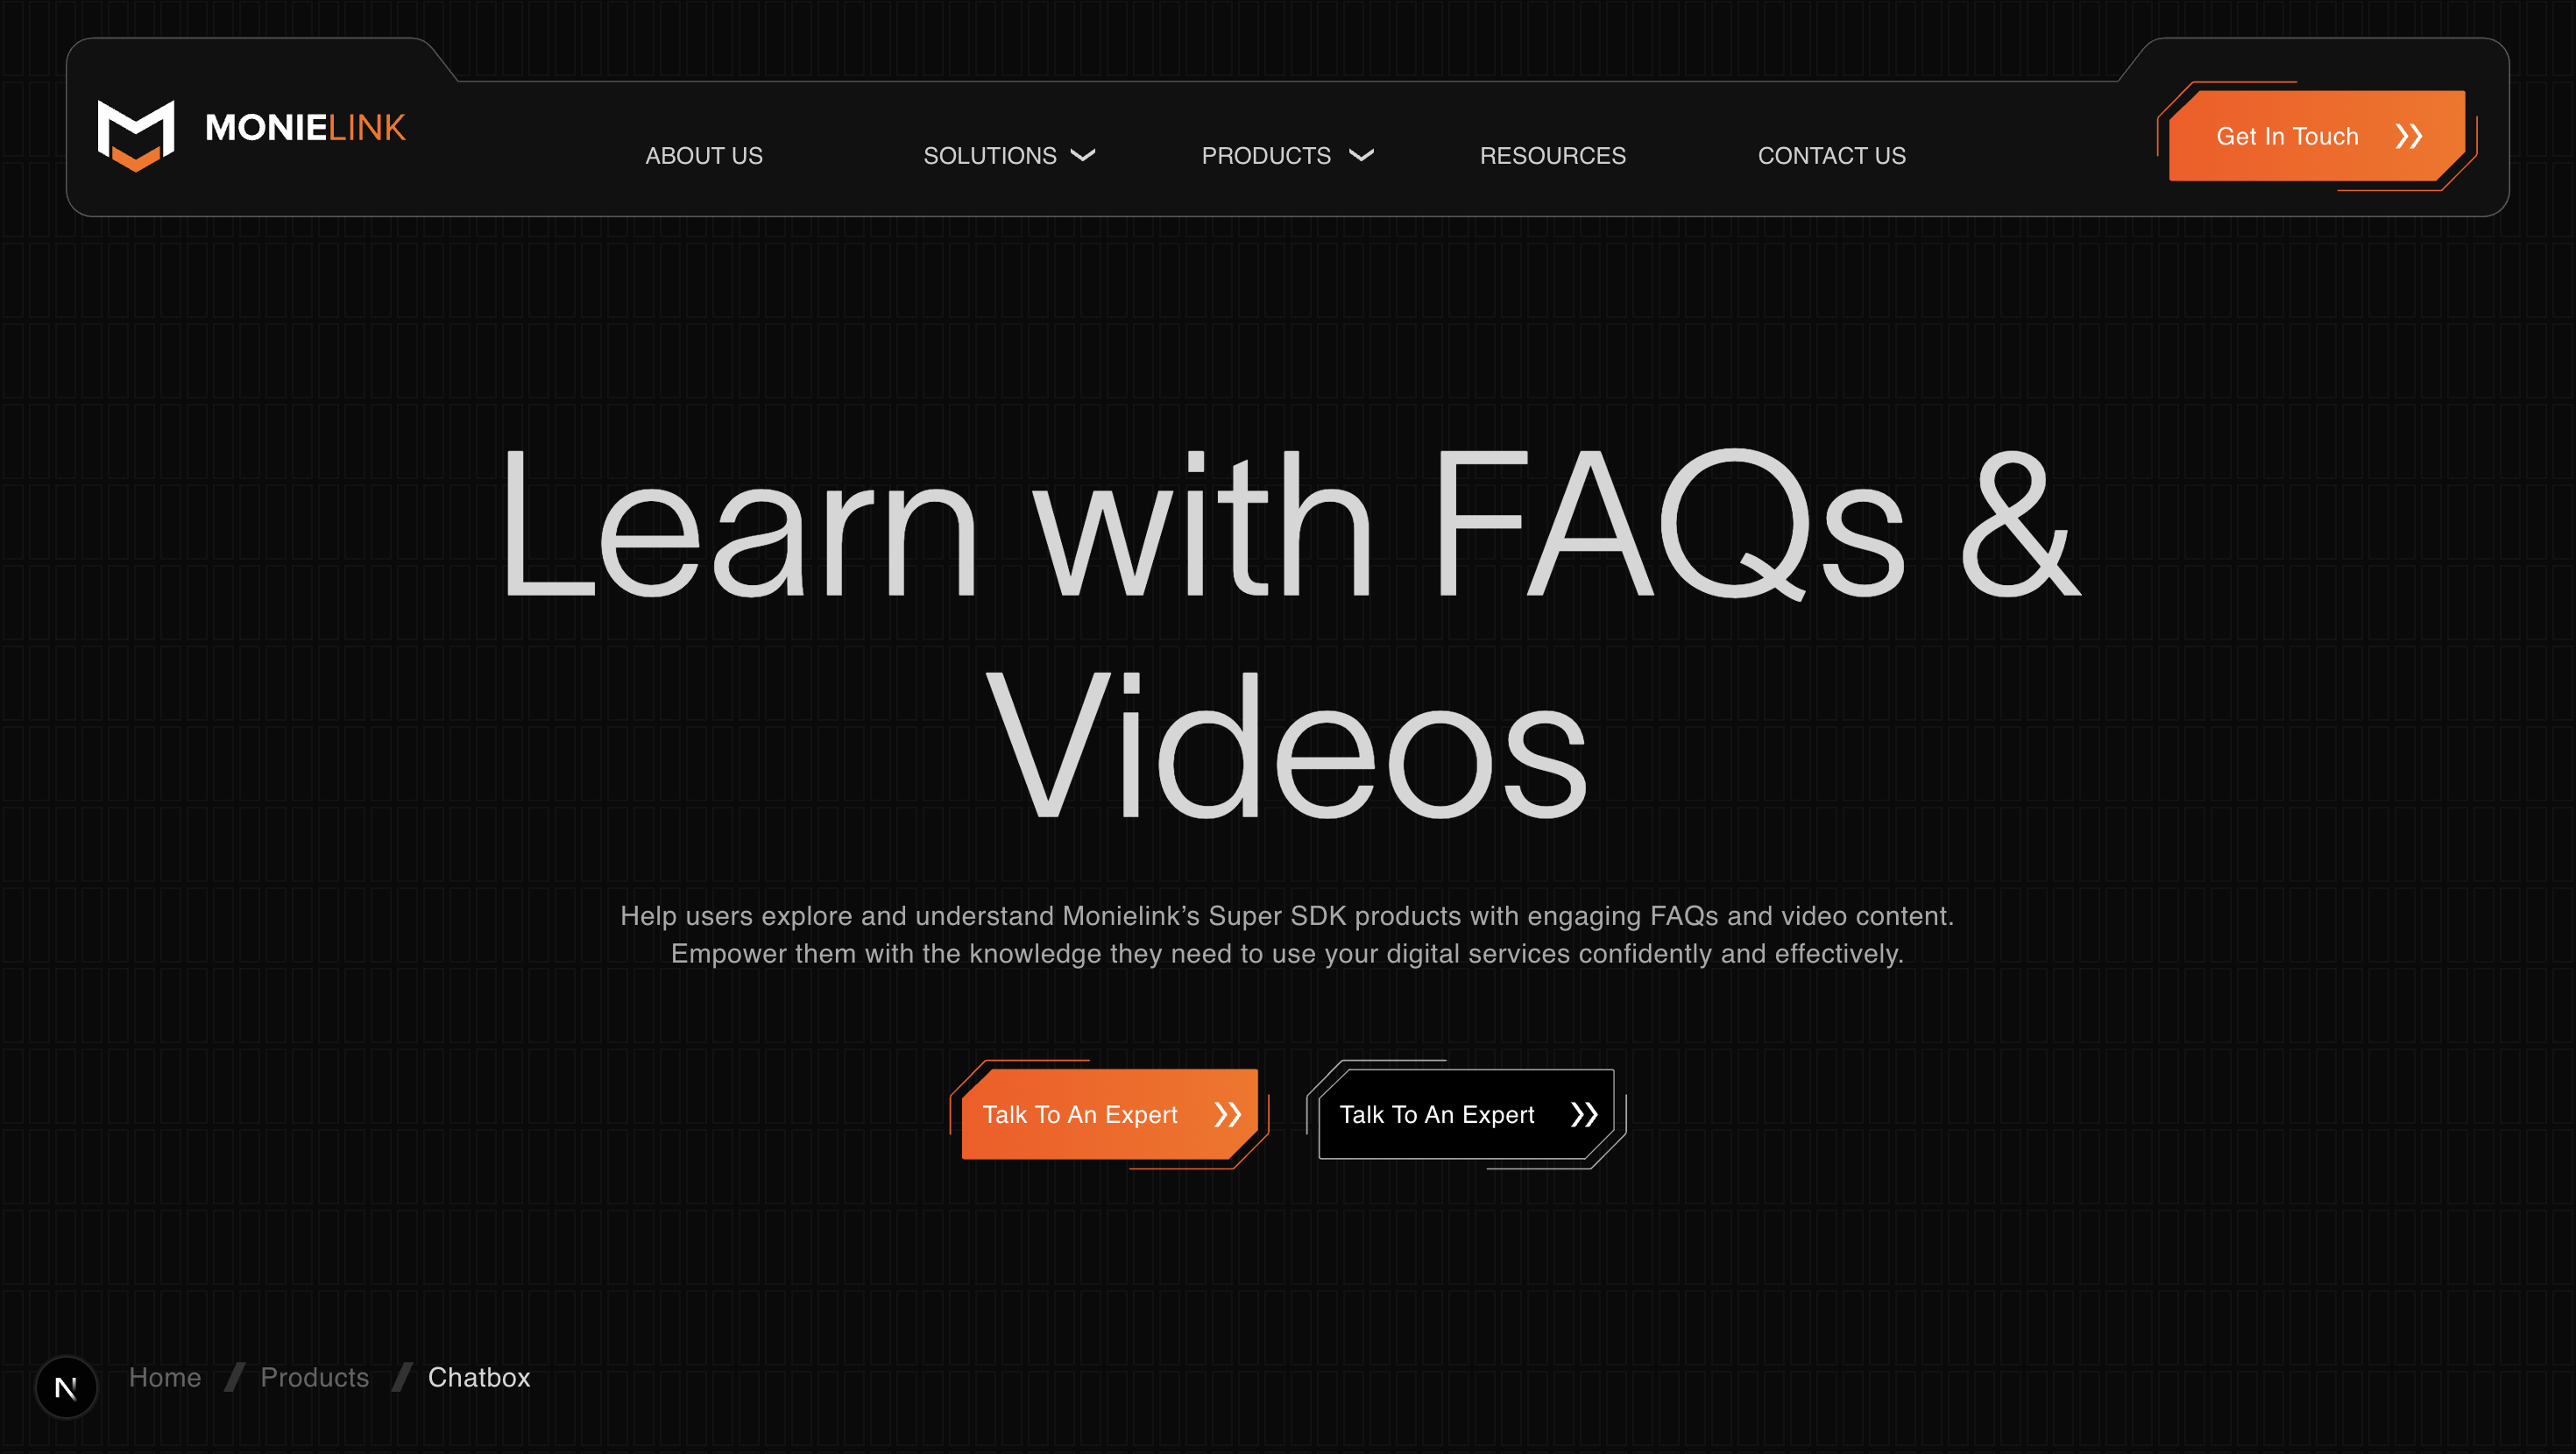 MONIELINK
ABOUT US
SOLUTIONS
PRODUCTS
RESOURCES
CONTACT US
Get In Touch
Learn with FAQs &
Videos
Help users explore and understand Monielink’s Super SDK products with engaging FAQs and video content.
Empower them with the knowledge they need to use your digital services confidently and effectively.
Talk To An Expert
Talk To An Expert
N
Home / Products / Chatbox